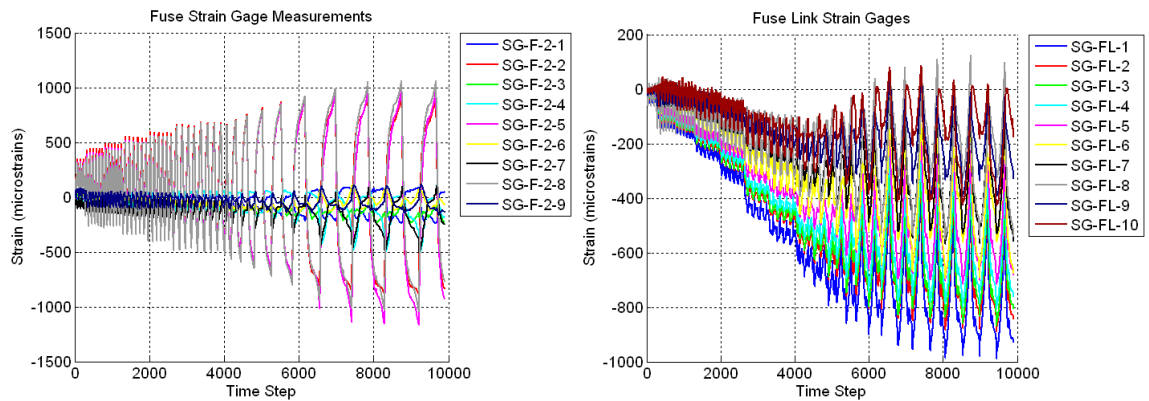 Fuse Strain Gage Measurements
1500
1000
500
0
-500
-1000
-1500
0 2000 4000 6000 8000 10000
Strain (microstrains)
Time Step
SG-F-2-1
SG-F-2-2
SG-F-2-3
SG-F-2-4
SG-F-2-5
SG-F-2-6
SG-F-2-7
SG-F-2-8
SG-F-2-9
Fuse Link Strain Gages
200
0
-200
-400
-600
-800
-1000
0 2000 4000 6000 8000 10000
Strain (microstrains)
Time Step
SG-FL-1
SG-FL-2
SG-FL-3
SG-FL-4
SG-FL-5
SG-FL-6
SG-FL-7
SG-FL-8
SG-FL-9
SG-FL-10